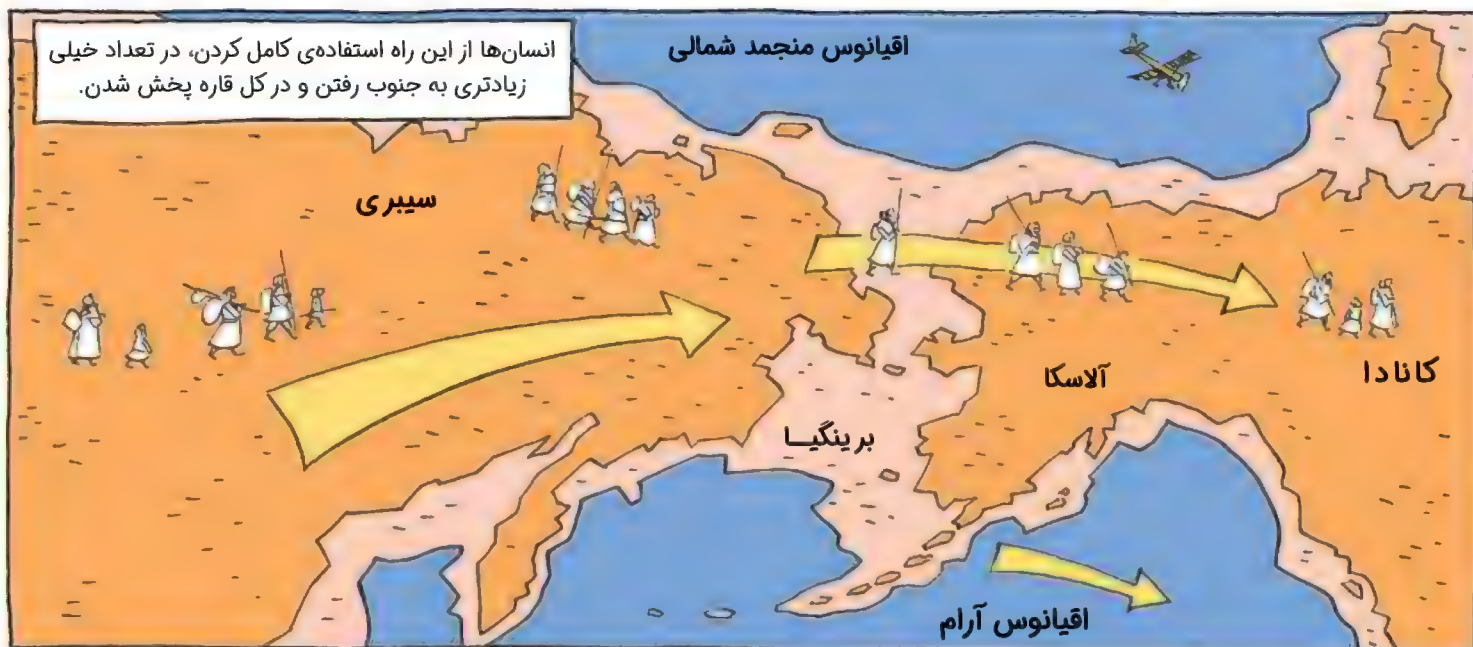 انسان‌ها از این راه استفاده‌ی کامل کردن، در تعداد خیلی
زیادتری به جنوب رفتن و در کل قاره پخش شدن.
اقیانوس منجمد شمالی
سیبری
کانادا
آلاسکا
برینگیــا
اقیانوس آرام